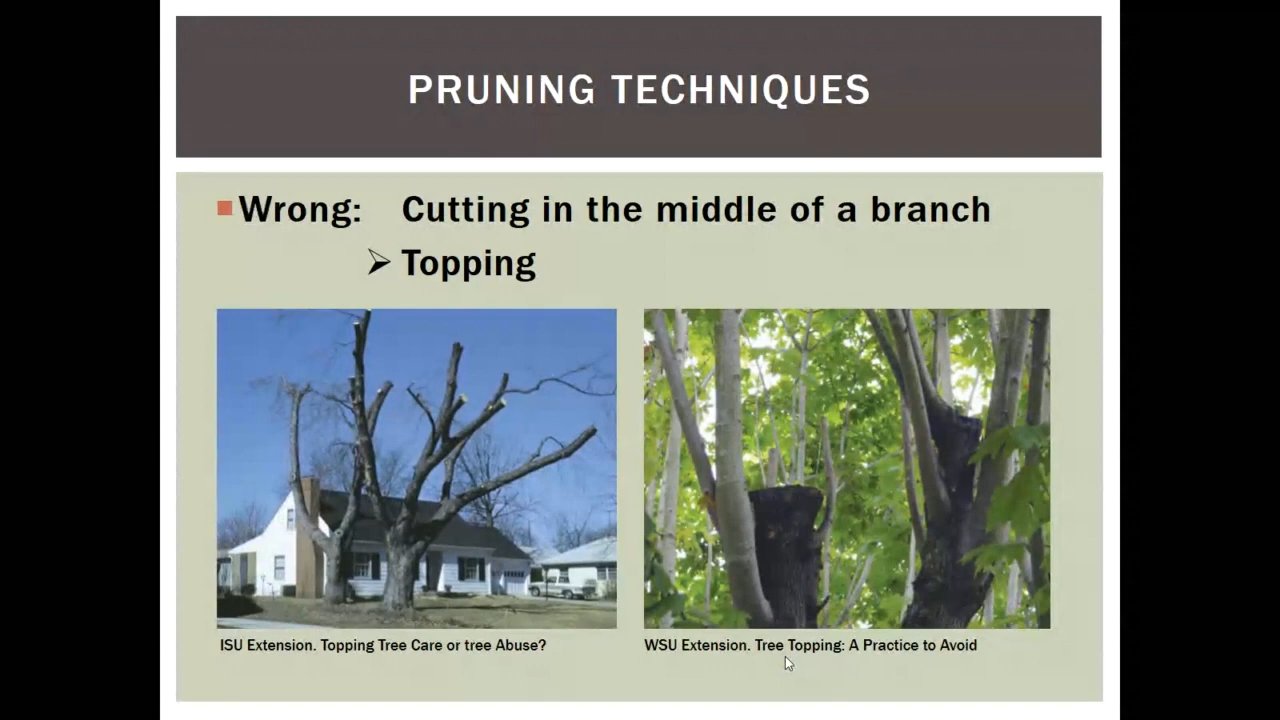 PRUNING TECHNIQUES
Wrong: Cutting in the middle of a branch
Topping
ISU Extension. Topping Tree Care or tree Abuse?
WSU Extension. Tree Topping: A Practice to Avoid